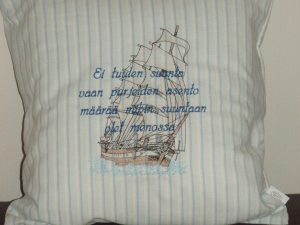 Ei tuulen suunta
vaan purjeiden asento
määrää mihin suuntaan
olet menossa